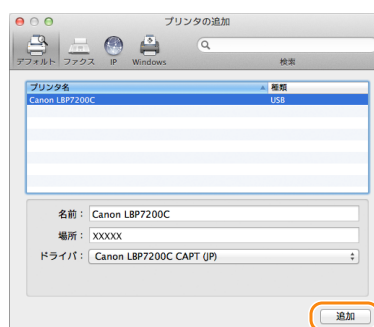 プリンタの追加
デフォルト ファクス IP Windows 検索
プリンタ名 種類
Canon LBP7200C USB
名前： Canon LBP7200C
場所： XXXXX
ドライバ： Canon LBP7200C CAPT (JP)
追加